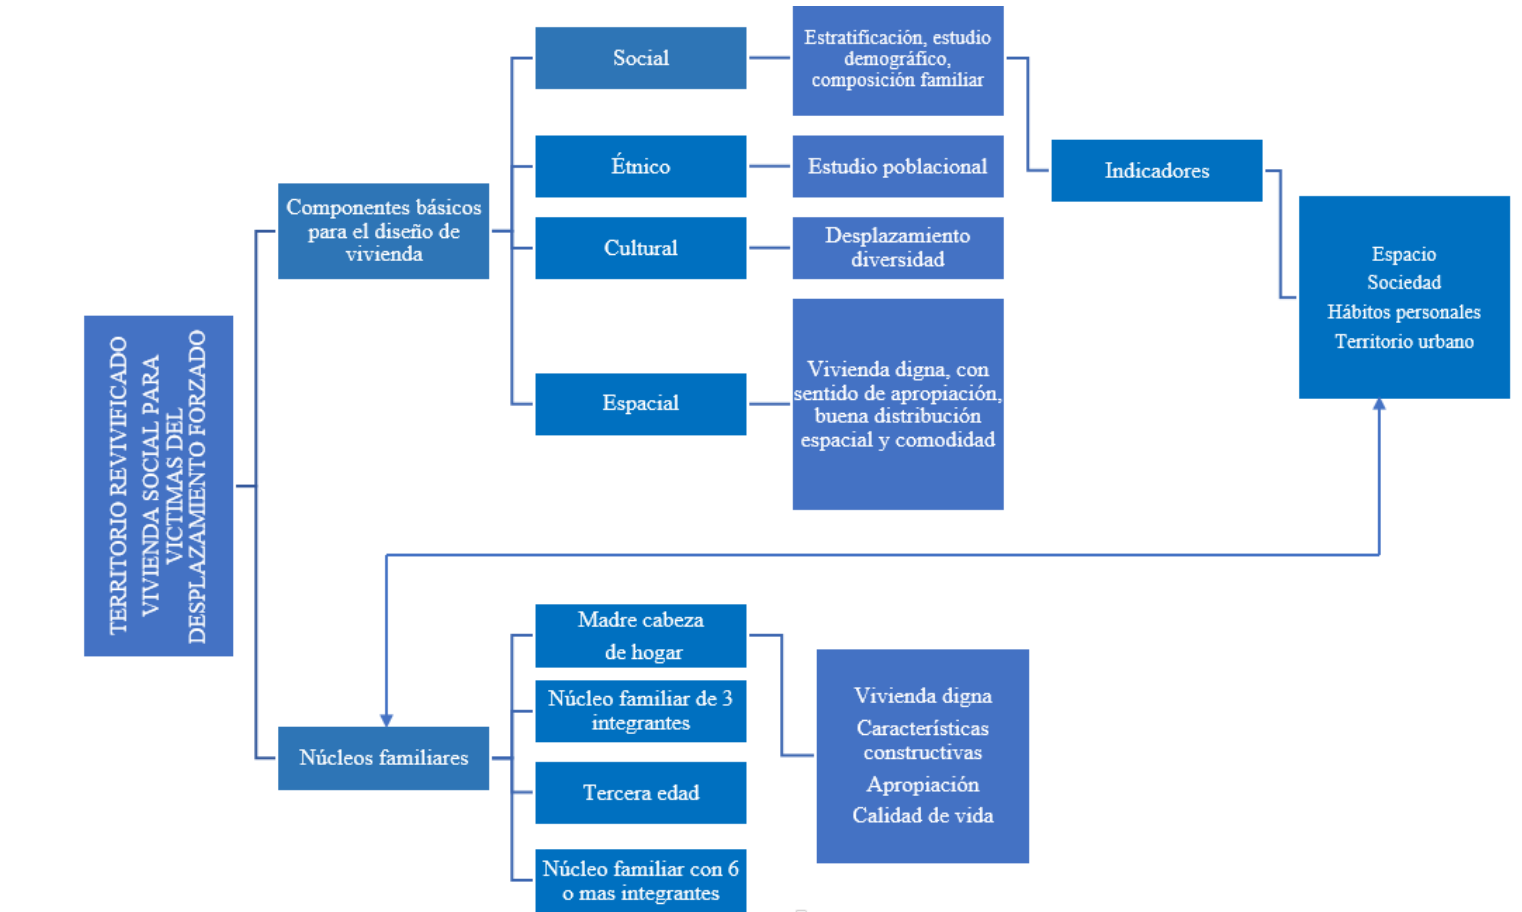 TERRITORIO REVIVIFICADO
VIVIENDA SOCIAL PARA
VICTIMAS DEL
DESPLAZAMIENTO FORZADO
Componentes básicos
para el diseño de
vivienda
Social
Estratificación, estudio
demográfico,
composición familiar
Étnico
Estudio poblacional
Cultural
Desplazamiento
diversidad
Espacial
Vivienda digna, con
sentido de apropiación,
buena distribución
espacial y comodidad
Indicadores
Espacio
Sociedad
Hábitos personales
Territorio urbano
Núcleos familiares
Madre cabeza
de hogar
Núcleo familiar de 3
integrantes
Tercera edad
Núcleo familiar con 6
o mas integrantes
Vivienda digna
Características
constructivas
Apropiación
Calidad de vida